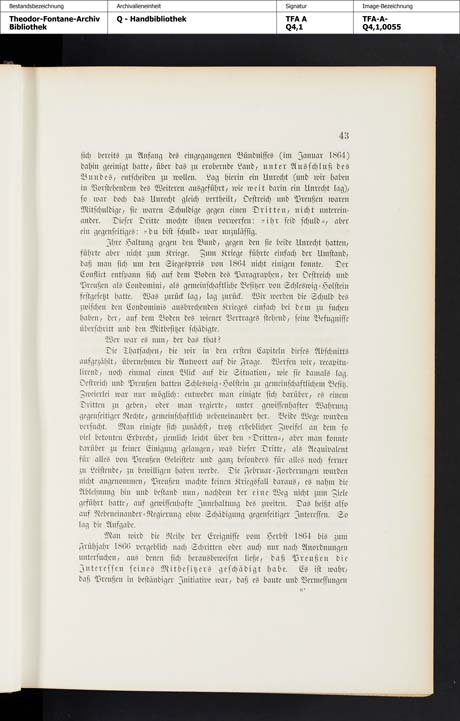 Bestandsbezeichnung Archivalieneinheit Signatur Image-Bezeichnung
Theodor-Fontane-Archiv Q - Handbibliothek TFA A TFA-A-
Bibliothek Q4,1 Q4,1,0055
43
ſich bereits zu Anfang des eingegangenen Bündniſſes (im Januar 1864)
dahin geeinigt hatte, über das zu erobernde Land, unter Ausſchluß des
Bundes, entſcheiden zu wollen. Lag hierin ein Unrecht (und wir haben
in Vorſtehendem des Weiteren ausgeführt, wie weit darin ein Unrecht lag),
ſo war doch das Unrecht gleich vertheilt, Oeſtreich und Preußen waren
Mitſchuldige, ſie waren Schuldige gegen einen Dritten, nicht unterein-
ander. Dieſer Dritte mochte ihnen vorwerfen: »ihr ſeid ſchuld«, aber
ein gegenſeitiges: »du biſt ſchuld« war unzuläſſig.
Ihre Haltung gegen den Bund, gegen den ſie beide Unrecht hatten,
führte aber nicht zum Kriege. Zum Kriege führte einfach der Umſtand,
daß man ſich um den Siegespreis von 1864 nicht einigen konnte. Der
Conflict entſpann ſich auf dem Boden des Paragraphen, der Oeſtreich und
Preußen als Condomini, als gemeinſchaftliche Beſitzer von Schleswig-Holſtein
feſtgeſetzt hatte. Was zurück lag, lag zurück. Wir werden die Schuld des
zwiſchen den Condominis ausbrechenden Krieges einfach bei dem zu ſuchen
haben, der, auf dem Boden des wiener Vertrages ſtehend, ſeine Befugniſſe
überſchritt und den Mitbeſitzer ſchädigte.
Wer war es nun, der das that?
Die Thatſachen, die wir in den erſten Capiteln dieſes Abſchnitts
aufgezählt, übernehmen die Antwort auf die Frage. Werfen wir, recapitu-
lirend, noch einmal einen Blick auf die Situation, wie ſie damals lag.
Oeſtreich und Preußen hatten Schleswig-Holſtein zu gemeinſchaftlichem Beſitz.
Zweierlei war nur möglich: entweder man einigte ſich darüber, es einem
Dritten zu geben, oder man regierte, unter gewiſſenhafter Wahrung
gegenſeitiger Rechte, gemeinſchaftlich nebeneinander her. Beide Wege wurden
verſucht. Man einigte ſich zunächſt, trotz erheblicher Zweifel an dem ſo
viel betonten Erbrecht, ziemlich leicht über den »Dritten«, aber man konnte
darüber zu keiner Einigung gelangen, was dieſer Dritte, als Aequivalent
für alles von Preußen Geleiſtete und ganz beſonders für alles noch ferner
zu Leiſtende, zu bewilligen haben werde. Die Februar-Forderungen wurden
nicht angenommen, Preußen machte keinen Kriegsfall daraus, es nahm die
Ablehnung hin und beſtand nun, nachdem der eine Weg nicht zum Ziele
geführt hatte, auf gewiſſenhafte Innehaltung des zweiten. Das heißt alſo
auf Nebeneinander-Regierung ohne Schädigung gegenſeitiger Intereſſen. So
lag die Aufgabe.
Man wird die Reihe der Ereigniſſe vom Herbſt 1864 bis zum
Frühjahr 1866 vergeblich nach Schritten oder auch nur nach Anordnungen
unterſuchen, aus denen ſich herausbeweiſen ließe, daß Preußen die
Intereſſen ſeines Mitbeſitzers geſchädigt habe. Es iſt wahr,
daß Preußen in beſtändiger Initiative war, daß es baute und Vermeſſungen